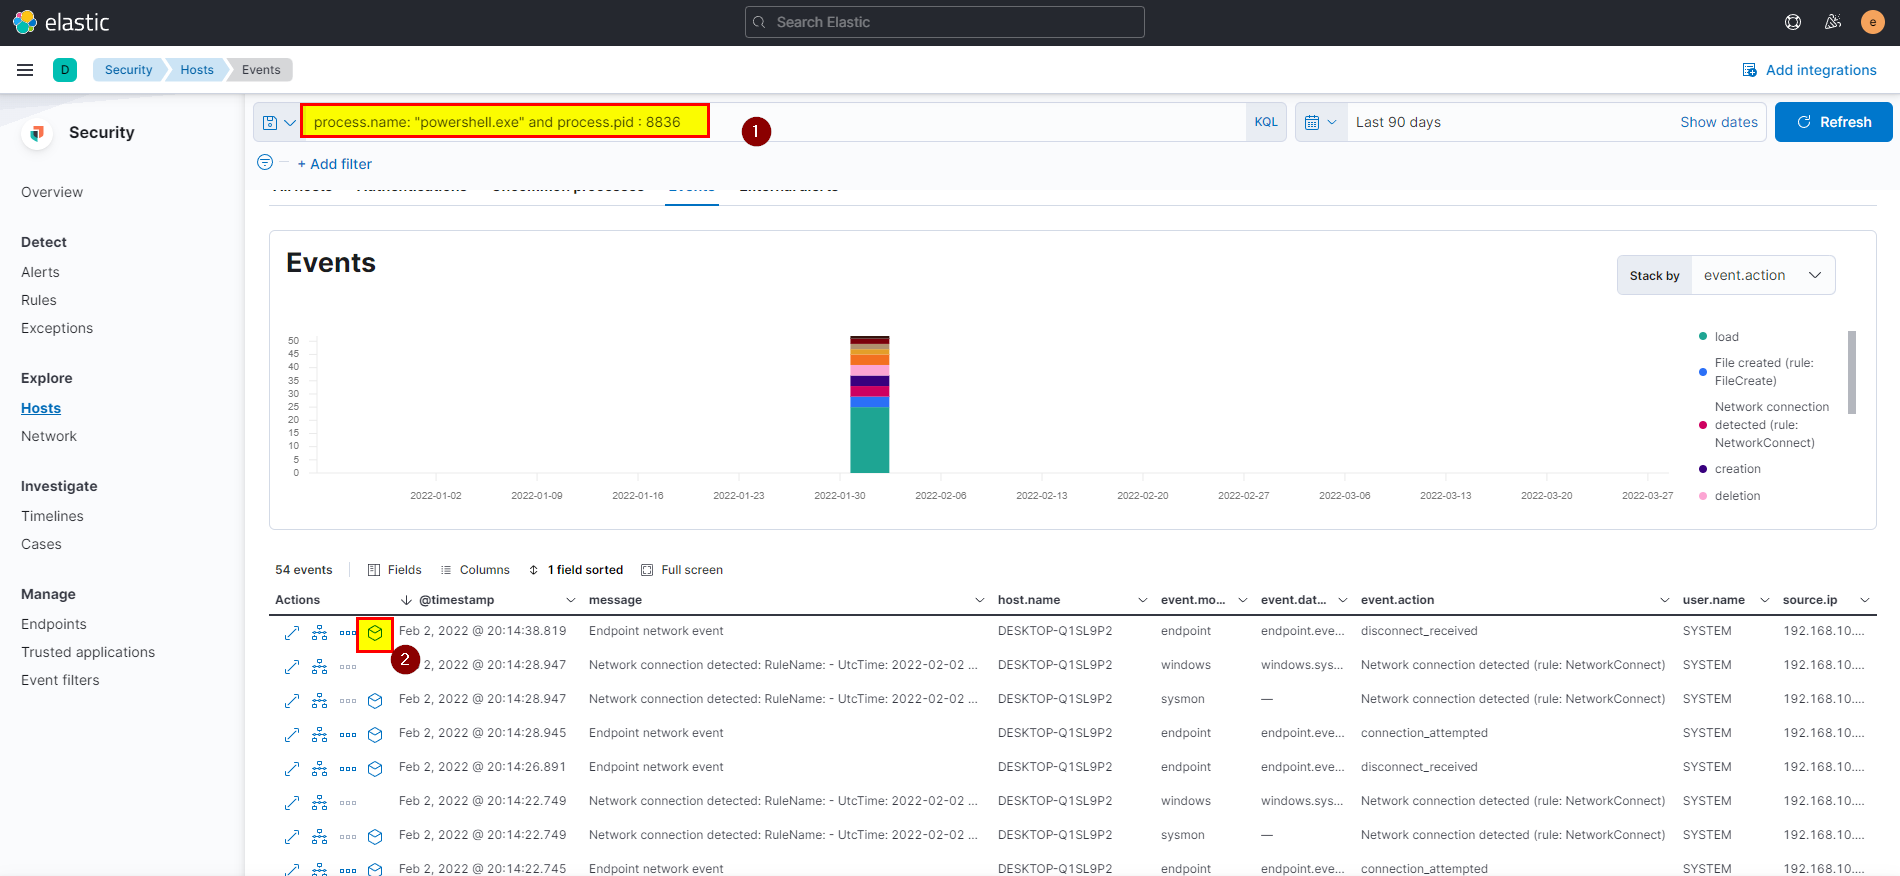 elastic
Search Elastic
e
D
Security
Hosts
Events
Add integrations
Security
process.name: "powershell.exe" and process.pid : 8836
1
KQL
Last 90 days
Show dates
Refresh
+ Add filter
All hosts
Authentications
Uncommon processes
Events
External alerts
Overview
Detect
Alerts
Rules
Exceptions
Explore
Hosts
Network
Investigate
Timelines
Cases
Manage
Endpoints
Trusted applications
Event filters
Events
Stack by
event.action
50
45
40
35
30
25
20
15
10
5
0
2022-01-02
2022-01-09
2022-01-16
2022-01-23
2022-01-30
2022-02-06
2022-02-13
2022-02-20
2022-02-27
2022-03-06
2022-03-13
2022-03-20
2022-03-27
load
File created (rule:
FileCreate)
Network connection
detected (rule:
NetworkConnect)
creation
deletion
54 events
Fields
Columns
1 field sorted
Full screen
Actions @timestamp message host.name event.mo... event.dat... event.action user.name source.ip
Feb 2, 2022 @ 20:14:38.819 Endpoint network event DESKTOP-Q1SL9P2 endpoint endpoint.eve... disconnect_received SYSTEM 192.168.10....
2
2, 2022 @ 20:14:28.947 Network connection detected: RuleName: - UtcTime: 2022-02-02 ... DESKTOP-Q1SL9P2 windows windows.sys... Network connection detected (rule: NetworkConnect) SYSTEM 192.168.10....
Feb 2, 2022 @ 20:14:28.947 Network connection detected: RuleName: - UtcTime: 2022-02-02 ... DESKTOP-Q1SL9P2 sysmon — Network connection detected (rule: NetworkConnect) SYSTEM 192.168.10....
Feb 2, 2022 @ 20:14:28.945 Endpoint network event DESKTOP-Q1SL9P2 endpoint endpoint.eve... connection_attempted SYSTEM 192.168.10....
Feb 2, 2022 @ 20:14:26.891 Endpoint network event DESKTOP-Q1SL9P2 endpoint endpoint.eve... disconnect_received SYSTEM 192.168.10....
Feb 2, 2022 @ 20:14:22.749 Network connection detected: RuleName: - UtcTime: 2022-02-02 ... DESKTOP-Q1SL9P2 windows windows.sys... Network connection detected (rule: NetworkConnect) SYSTEM 192.168.10....
Feb 2, 2022 @ 20:14:22.749 Network connection detected: RuleName: - UtcTime: 2022-02-02 ... DESKTOP-Q1SL9P2 sysmon — Network connection detected (rule: NetworkConnect) SYSTEM 192.168.10....
Feb 2, 2022 @ 20:14:22.745 Endpoint network event DESKTOP-Q1SL9P2 endpoint endpoint.eve... connection_attempted SYSTEM 192.168.10....